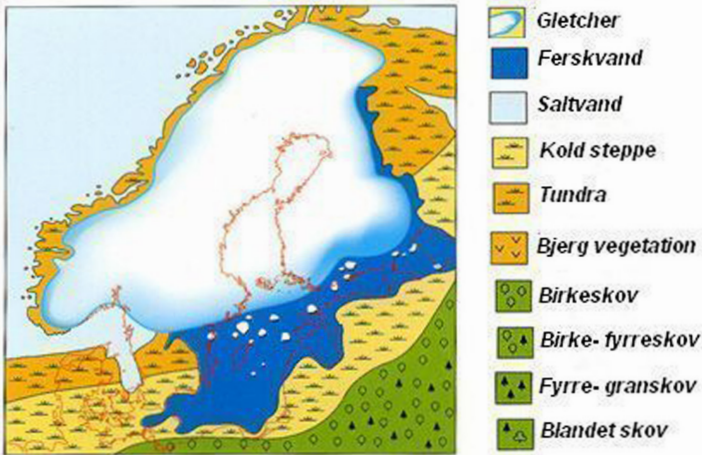 Gletcher
Ferskvand
Saltvand
Kold steppe
Tundra
Bjerg vegetation
Birkeskov
Birke- fyrreskov
Fyrre- granskov
Blandet skov